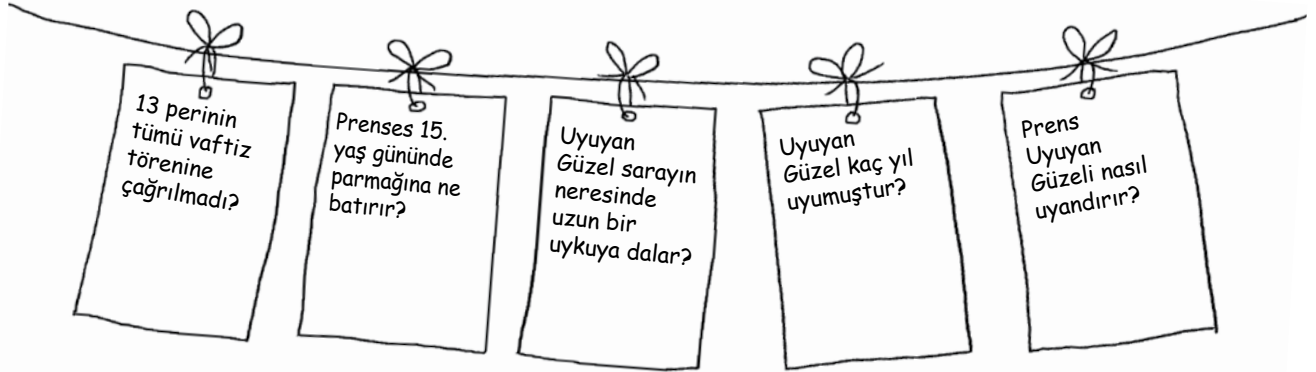 13 perinin
tümü vaftiz
törenine
çağrılmadı?
Prenses 15.
yaş gününde
parmağına ne
batırır?
Uyuyan
Güzel sarayın
neresinde
uzun bir
uykuya dalar?
Uyuyan
Güzel kaç yıl
uyumuştur?
Prens
Uyuyan
Güzeli nasıl
uyandırır?